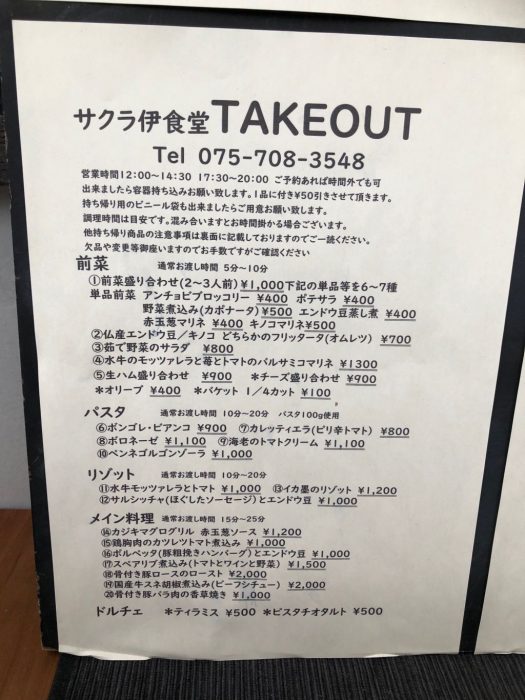 サクラ伊食堂 TAKEOUT
Tel 075-708-3548
営業時間12:00〜14:30 17:30〜20:00 ご予約あれば時間外でも可
出来ましたら容器持ち込みお願い致します。1品に付き¥50引きさせて頂きます。
持ち帰り用のビニール袋も出来ましたらご用意お願い致します。
調理時間は目安です。混み合いますとお時間掛かる場合ございます。
他持ち帰り商品の注意事項は裏面に記載しておりますのでご一読ください。
欠品や変更等御座いますのでお手数ですがご確認ください
前菜 通常お渡し時間 5分〜10分
①前菜盛り合わせ(2〜3人前)¥1,000下記の単品等を6〜7種
単品前菜 アンチョビブロッコリー ¥400 ポテサラ ¥400
野菜煮込み(カポナータ)¥500 エンドウ豆蒸し煮 ¥400
赤玉葱マリネ ¥400 キノコマリネ¥500
②仏産エンドウ豆/キノコ どちらかのフリッタータ(オムレツ) ¥700
③茹で野菜のサラダ ¥800
④水牛のモッツァレラと苺とトマトのバルサミコマリネ ¥1300
⑤生ハム盛り合わせ ¥900 *チーズ盛り合わせ ¥900
*オリーブ ¥400 *バケット 1/4カット ¥100
パスタ 通常お渡し時間 10分〜20分 パスタ100g使用
⑥ボンゴレ・ビアンコ ¥900 ⑦カレッティエラ(ピリ辛トマト) ¥800
⑧ボロネーゼ ¥1,100 ⑨海老のトマトクリーム ¥1,100
⑩ペンネゴルゴンゾーラ ¥1,000
リゾット 通常お渡し時間 10分〜20分
⑪水牛モッツァレラとトマト ¥1,000 ⑬イカ墨のリゾット ¥1,200
⑫サルシッチャ(ほぐしたソーセージ)とエンドウ豆 ¥1,000
メイン料理 通常お渡し時間 15分〜25分
⑭カジキマグログリル 赤玉葱ソース ¥1,200
⑮鶏胸肉のカツレツトマト煮込み ¥1,000
⑯ポルペッタ(豚粗挽きハンバーグ)とエンドウ豆 ¥1,000
⑰スペアリブ煮込み(トマトとワインと野菜) ¥1,500
⑱骨付き豚ロースのロースト ¥2,000
⑲国産牛スネ胡椒煮込み(ビーフシチュー) ¥2,000
⑳骨付き豚バラ肉の香草焼き ¥1,000
ドルチェ *ティラミス ¥500 *ピスタチオタルト ¥500